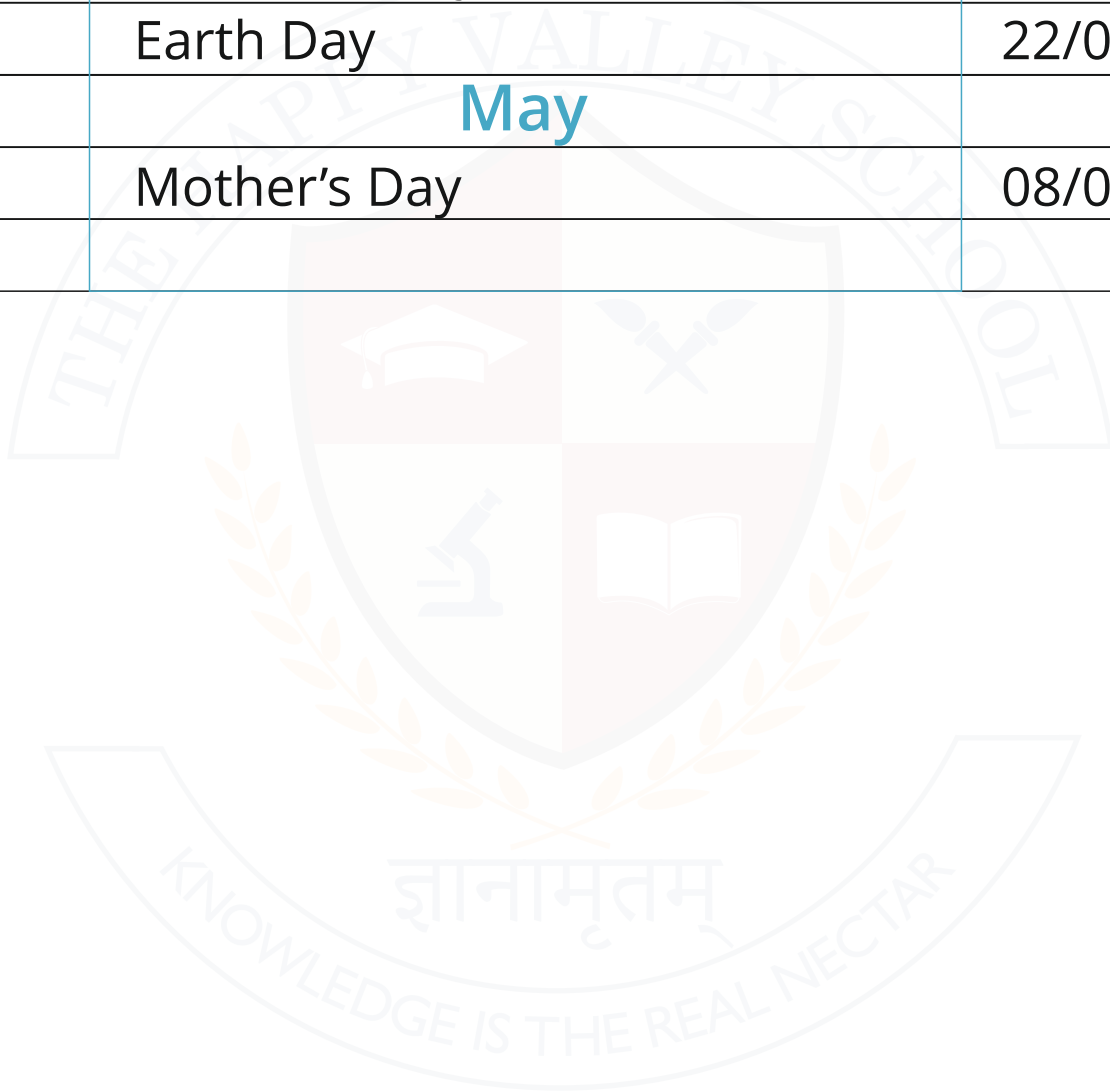 Earth Day 22/0
May
Mother’s Day 08/0
THE HAPPY VALLEY SCHOOL
ज्ञानामृतम्
KNOWLEDGE IS THE REAL NECTAR